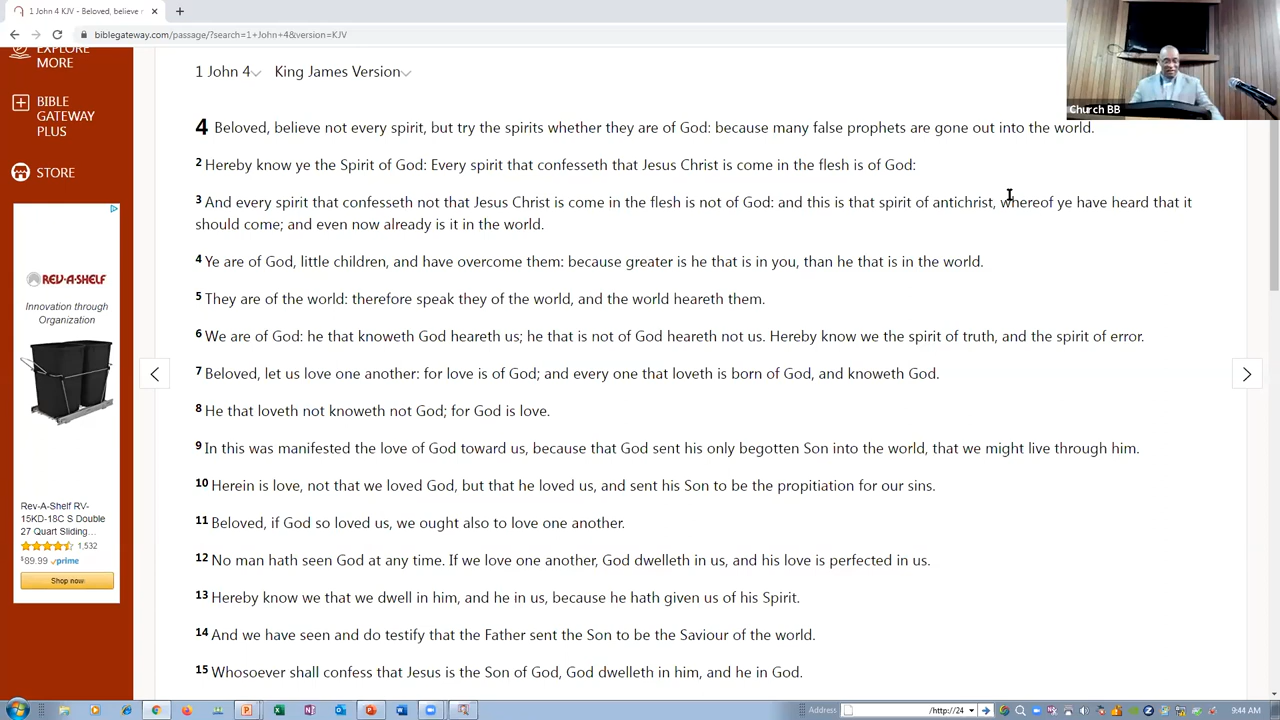 1 John 4 KJV - Beloved, believe n
biblegateway.com/passage/?search=1+John+4&version=KJV
EXPLORE
MORE
BIBLE
GATEWAY
PLUS
STORE
REV-A-SHELF
Innovation through
Organization
Rev-A-Shelf RV-
15KD-18C S Double
27 Quart Sliding...
1,532
$89.99 prime
Shop now
1 John 4 King James Version
4 Beloved, believe not every spirit, but try the spirits whether they are of God: because many false prophets are gone out into the world.
2 Hereby know ye the Spirit of God: Every spirit that confesseth that Jesus Christ is come in the flesh is of God:
3 And every spirit that confesseth not that Jesus Christ is come in the flesh is not of God: and this is that spirit of antichrist, whereof ye have heard that it
should come; and even now already is it in the world.
4 Ye are of God, little children, and have overcome them: because greater is he that is in you, than he that is in the world.
5 They are of the world: therefore speak they of the world, and the world heareth them.
6 We are of God: he that knoweth God heareth us; he that is not of God heareth not us. Hereby know we the spirit of truth, and the spirit of error.
7 Beloved, let us love one another: for love is of God; and every one that loveth is born of God, and knoweth God.
8 He that loveth not knoweth not God; for God is love.
9 In this was manifested the love of God toward us, because that God sent his only begotten Son into the world, that we might live through him.
10 Herein is love, not that we loved God, but that he loved us, and sent his Son to be the propitiation for our sins.
11 Beloved, if God so loved us, we ought also to love one another.
12 No man hath seen God at any time. If we love one another, God dwelleth in us, and his love is perfected in us.
13 Hereby know we that we dwell in him, and he in us, because he hath given us of his Spirit.
14 And we have seen and do testify that the Father sent the Son to be the Saviour of the world.
15 Whosoever shall confess that Jesus is the Son of God, God dwelleth in him, and he in God.
Church BB
Address /http://24
9:44 AM